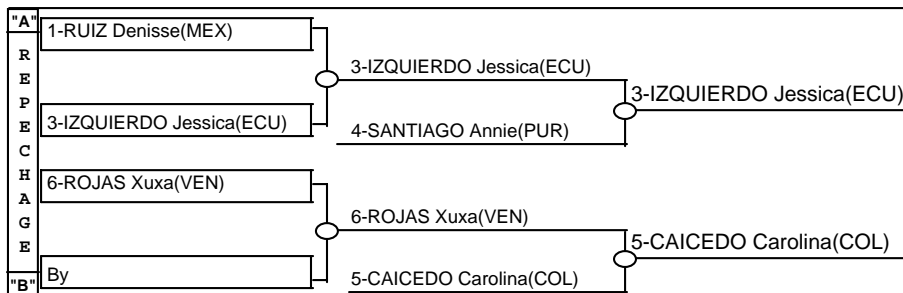 "A"
1-RUIZ Denisse(MEX)
3-IZQUIERDO Jessica(ECU)
3-IZQUIERDO Jessica(ECU)
3-IZQUIERDO Jessica(ECU)
4-SANTIAGO Annie(PUR)
REPECHAGE
6-ROJAS Xuxa(VEN)
6-ROJAS Xuxa(VEN)
5-CAICEDO Carolina(COL)
By
5-CAICEDO Carolina(COL)
"B"